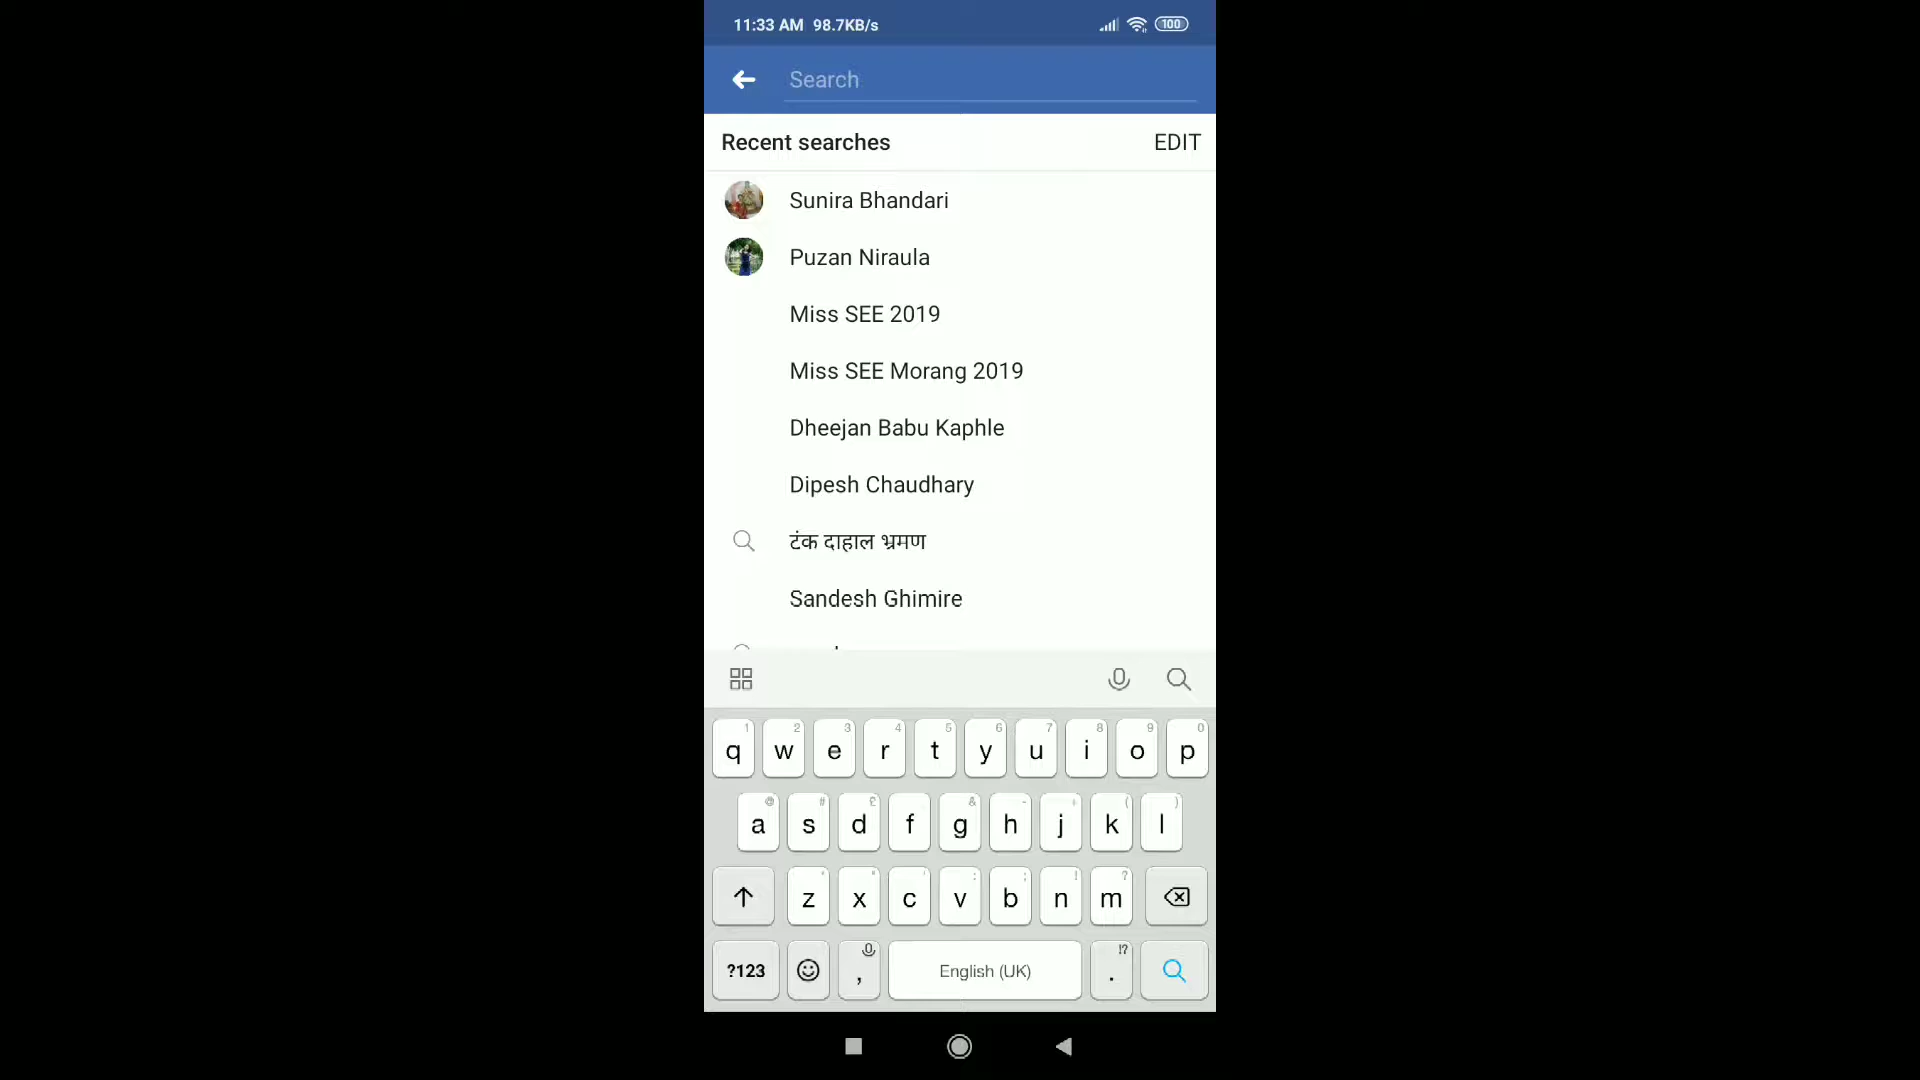 11:33 AM 98.7KB/s 100
Search
Recent searches EDIT
Sunira Bhandari
Puzan Niraula
Miss SEE 2019
Miss SEE Morang 2019
Dheejan Babu Kaphle
Dipesh Chaudhary
टंक दाहाल भ्रमण
Sandesh Ghimire
1 2 3 4 5 6 7 8 9 0
q w e r t y u i o p
@ # £ & - + ( )
a s d f g h j k l
z x c v b n m
?123 , English (UK) . !?